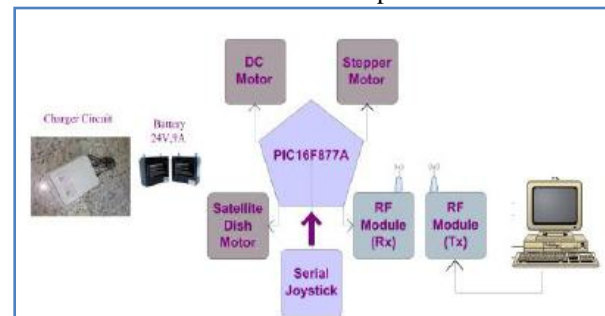 DC
Motor
Stepper
Motor
Charger Circuit
Battery
24V,9A
PIC16F877A
Satellite
Dish
Motor
RF
Module
(Rx)
RF
Module
(Tx)
Serial
Joystick